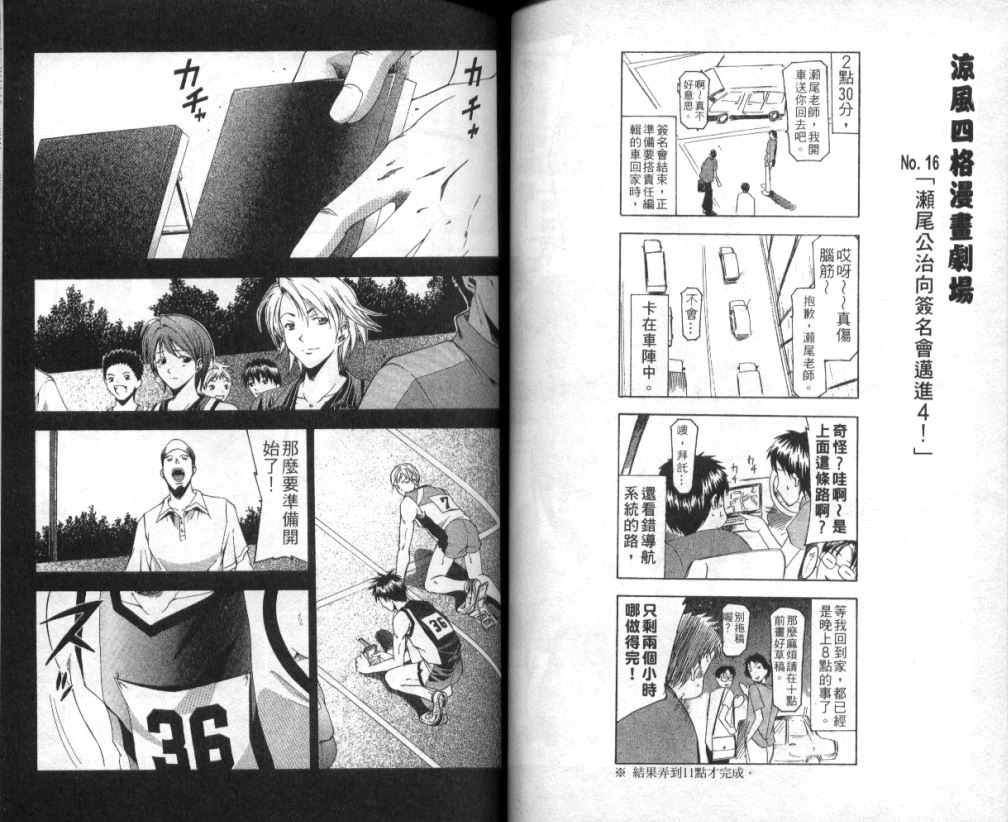 涼風四格漫畫劇場
No. 16
「瀨尾公治向簽名會邁進4！」
2點30分，
瀨尾老師，我開
車送你回去吧。
啊～真不
好意思。
簽名會結束，正
準備要搭責任編
輯的車回家時，
哎呀～～真傷
腦筋～
抱歉，瀨尾老師。
不會…
卡在車陣中。
奇怪？哇啊～是
上面這條路啊？
カチ
噢，拜託…
還看錯導航
系統的路，
等我回到家，都已經
是晚上8點的事了。
那麼麻煩請在十點
前畫好草稿。
別拖稿
喔？
只剩兩個小時
哪做得完！
※ 結果弄到11點才完成。
カチャ
カチャ
7
36
那麼要準備開
始了！
ス
36